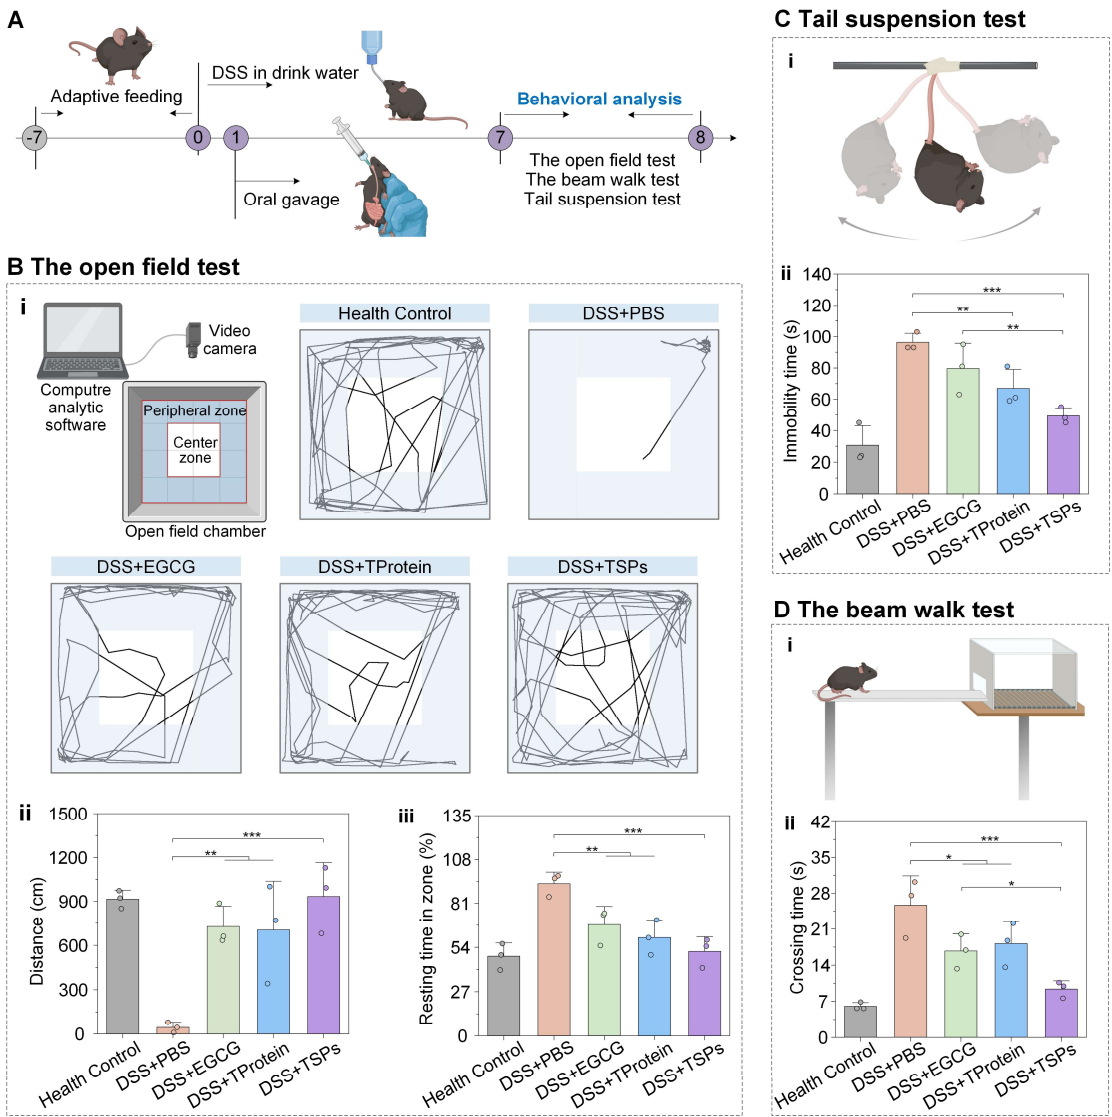 A
Adaptive feeding
DSS in drink water
Behavioral analysis
-7
0
1
7
8
Oral gavage
The open field test
The beam walk test
Tail suspension test
B The open field test
i
Video
camera
Computre
analytic
software
Peripheral zone
Center
zone
Open field chamber
Health Control
DSS+PBS
DSS+EGCG
DSS+TProtein
DSS+TSPs
ii
Distance (cm)
1500
1200
900
600
300
0
***
**
Health Control
DSS+PBS
DSS+EGCG
DSS+TProtein
DSS+TSPs
iii
Resting time in zone (%)
135
108
81
54
27
0
***
**
Health Control
DSS+PBS
DSS+EGCG
DSS+TProtein
DSS+TSPs
C Tail suspension test
i
ii
Immobility time (s)
140
120
100
80
60
40
20
0
***
**
**
Health Control
DSS+PBS
DSS+EGCG
DSS+TProtein
DSS+TSPs
D The beam walk test
i
ii
Crossing time (s)
42
35
28
21
14
7
0
***
*
*
Health Control
DSS+PBS
DSS+EGCG
DSS+TProtein
DSS+TSPs